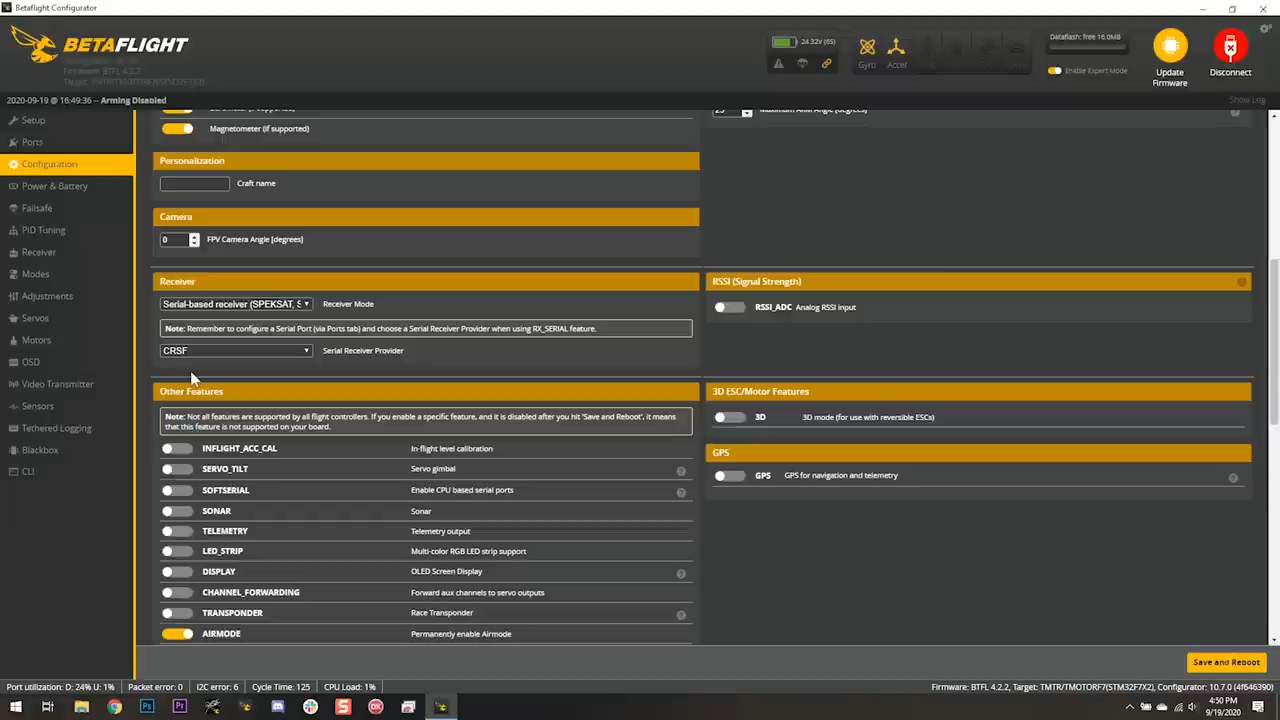 Betaflight Configurator
BETAFLIGHT
Firmware: BTFL 4.2.2
Target: TMTR/TMOTORF7(STM32F7X2)
24.32V (6S)
Gyro
Accel
Dataflash: free 16.0MB
Enable Expert Mode
Update
Firmware
Disconnect
2020-09-19 @ 16:49:36 -- Arming Disabled
Show Log
Setup
Ports
Configuration
Power & Battery
Failsafe
PID Tuning
Receiver
Modes
Adjustments
Servos
Motors
OSD
Video Transmitter
Sensors
Tethered Logging
Blackbox
CLI
Magnetometer (if supported)
Personalization
Craft name
Camera
0 FPV Camera Angle [degrees]
Receiver
Serial-based receiver (SPEKSAT, S Receiver Mode
Note: Remember to configure a Serial Port (via Ports tab) and choose a Serial Receiver Provider when using RX_SERIAL feature.
CRSF Serial Receiver Provider
RSSI (Signal Strength)
RSSI_ADC Analog RSSI input
Other Features
Note: Not all features are supported by all flight controllers. If you enable a specific feature, and it is disabled after you hit 'Save and Reboot', it means
that this feature is not supported on your board.
INFLIGHT_ACC_CAL In-flight level calibration
SERVO_TILT Servo gimbal
SOFTSERIAL Enable CPU based serial ports
SONAR Sonar
TELEMETRY Telemetry output
LED_STRIP Multi-color RGB LED strip support
DISPLAY OLED Screen Display
CHANNEL_FORWARDING Forward aux channels to servo outputs
TRANSPONDER Race Transponder
AIRMODE Permanently enable Airmode
3D ESC/Motor Features
3D 3D mode (for use with reversible ESCs)
GPS
GPS GPS for navigation and telemetry
Save and Reboot
Port utilization: D: 24% U: 1% Packet error: 0 I2C error: 6 Cycle Time: 125 CPU Load: 1%
Firmware: BTFL 4.2.2, Target: TMTR/TMOTORF7(STM32F7X2), Configurator: 10.7.0 (4f646390)
4:50 PM
9/19/2020